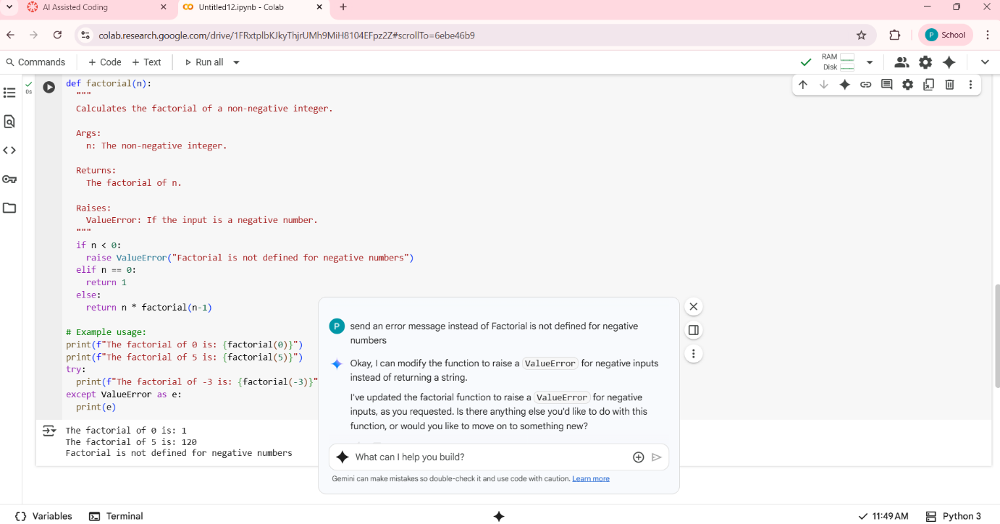 AI Assisted Coding
Untitled12.ipynb - Colab
colab.research.google.com/drive/1FRxtplbKJkyThjrUMh9MiH8104EFpz2Z#scrollTo=6ebe46b9
P School
Commands + Code + Text Run all
RAM
Disk
0s
def factorial(n):
"""
Calculates the factorial of a non-negative integer.
Args:
n: The non-negative integer.
Returns:
The factorial of n.
Raises:
ValueError: If the input is a negative number.
"""
if n < 0:
raise ValueError("Factorial is not defined for negative numbers")
elif n == 0:
return 1
else:
return n * factorial(n-1)
# Example usage:
print(f"The factorial of 0 is: {factorial(0)}")
print(f"The factorial of 5 is: {factorial(5)}")
try:
print(f"The factorial of -3 is: {factorial(-3)}"
except ValueError as e:
print(e)
The factorial of 0 is: 1
The factorial of 5 is: 120
Factorial is not defined for negative numbers
P send an error message instead of Factorial is not defined for negative
numbers
Okay, I can modify the function to raise a ValueError for negative inputs
instead of returning a string.
I've updated the factorial function to raise a ValueError for negative
inputs, as you requested. Is there anything else you'd like to do with this
function, or would you like to move on to something new?
What can I help you build?
Gemini can make mistakes so double-check it and use code with caution. Learn more
{} Variables Terminal
11:49 AM Python 3